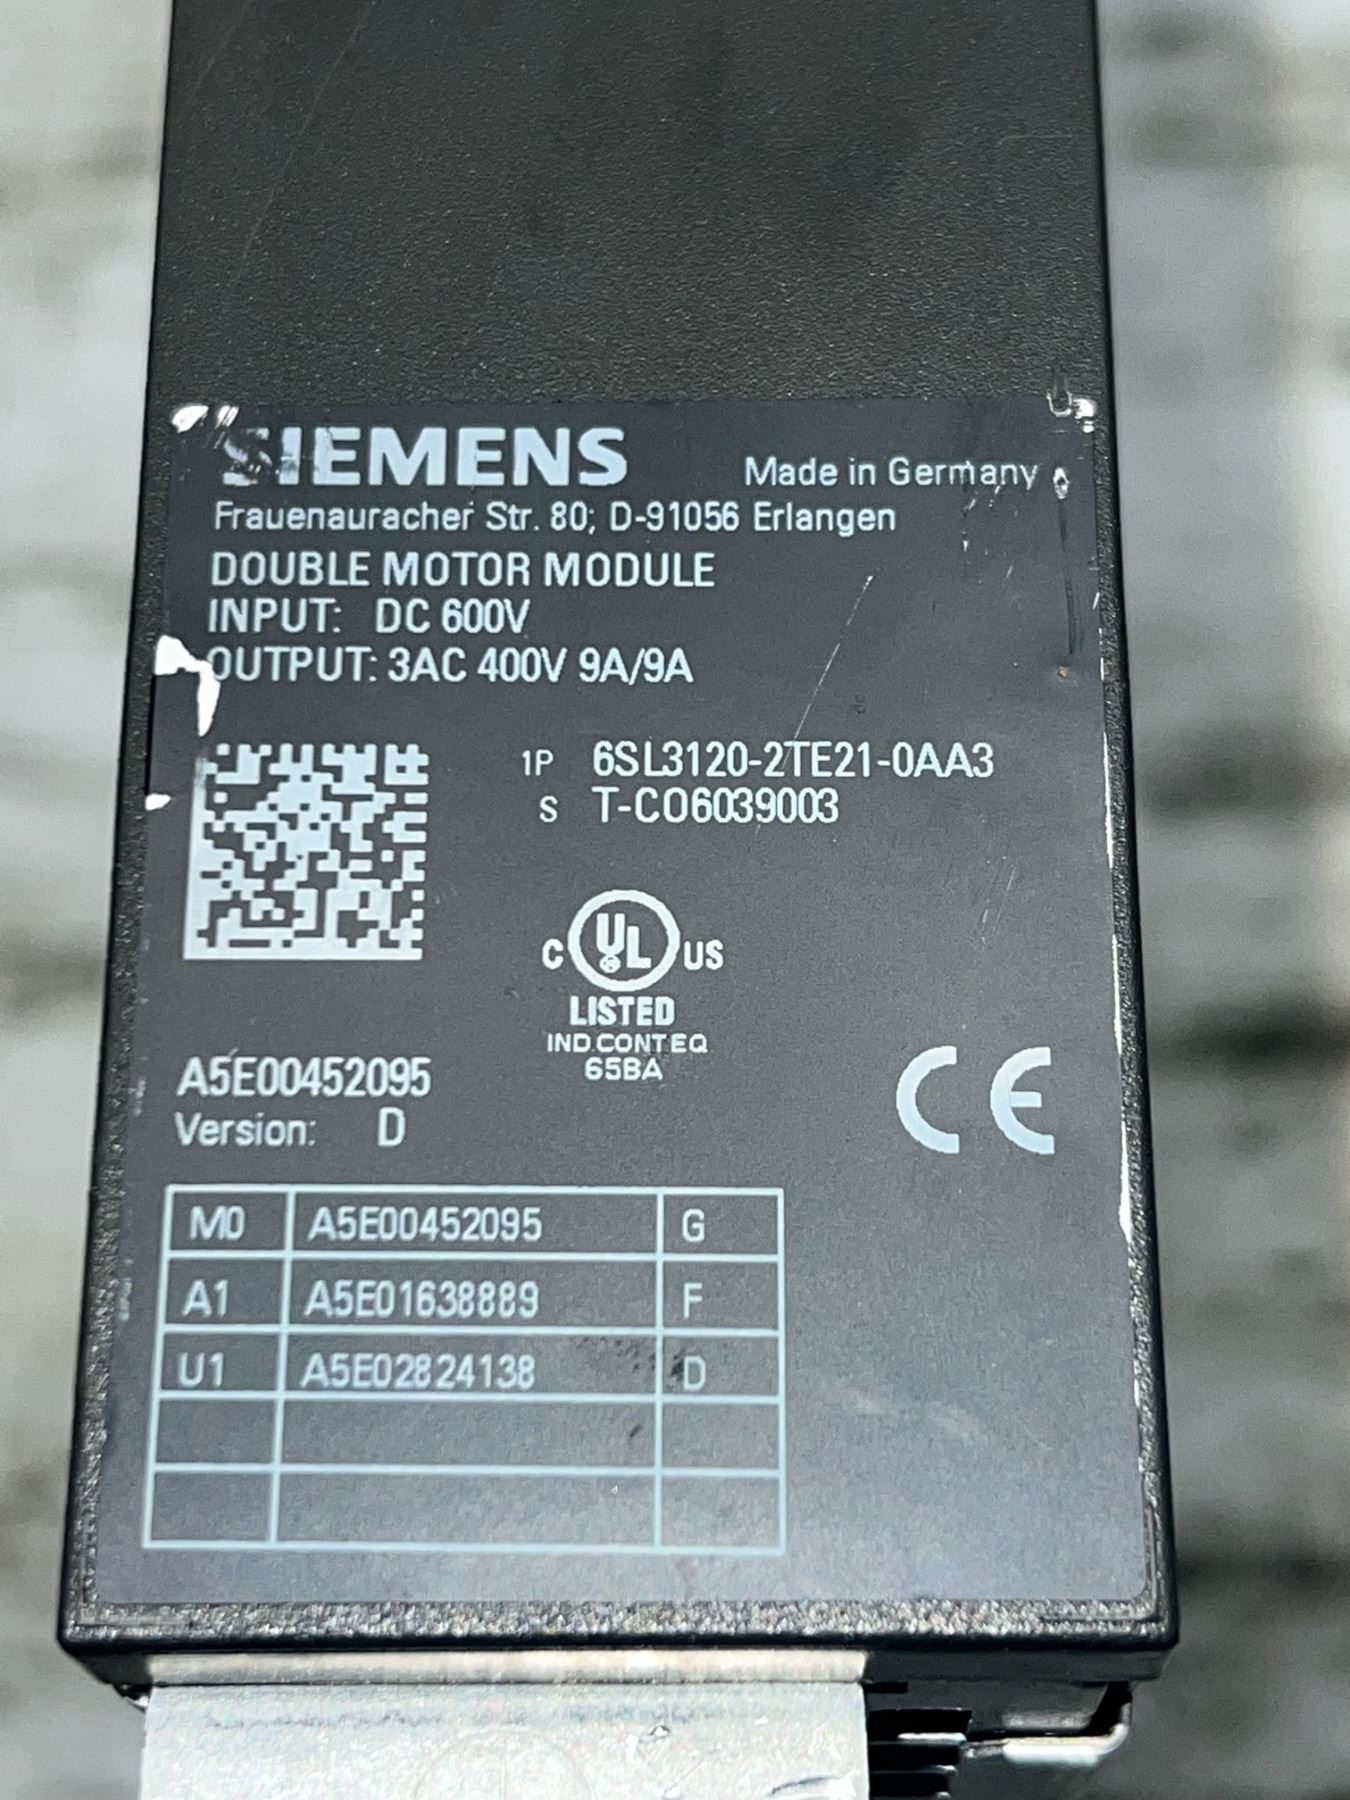 SIEMENS Made in Germany
Frauenauracher Str. 80; D-91056 Erlangen
DOUBLE MOTOR MODULE
INPUT: DC 600V
OUTPUT: 3AC 400V 9A/9A
1P 6SL3120-2TE21-0AA3
S T-CO6039003
C UL US
LISTED
IND.CONT.EQ
65BA
A5E00452095
Version: D
CE
M0 A5E00452095 G
A1 A5E01638889 F
U1 A5E02824138 D